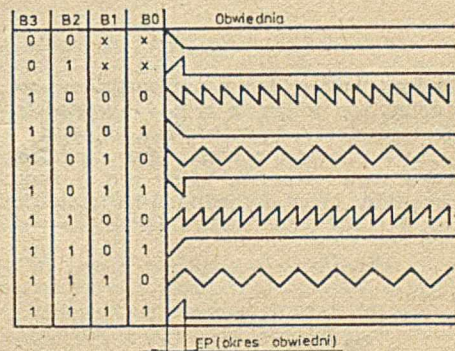 B3 B2 B1 B0 Obwiednia
0 0 x x
0 1 x x
1 0 0 0
1 0 0 1
1 0 1 0
1 0 1 1
1 1 0 0
1 1 0 1
1 1 1 0
1 1 1 1
EP(okres obwiedni)